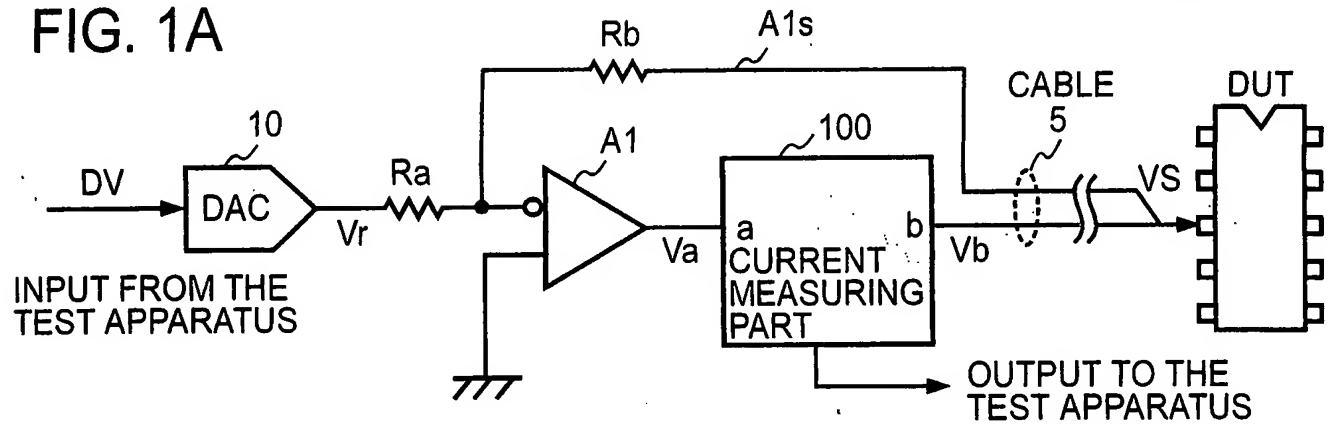 FIG. 1A
Rb
A1s
CABLE
5
DUT
10
A1
100
DV
DAC
Ra
Vr
Va
a
b
Vb
VS
CURRENT
MEASURING
PART
INPUT FROM THE
TEST APPARATUS
OUTPUT TO THE
TEST APPARATUS